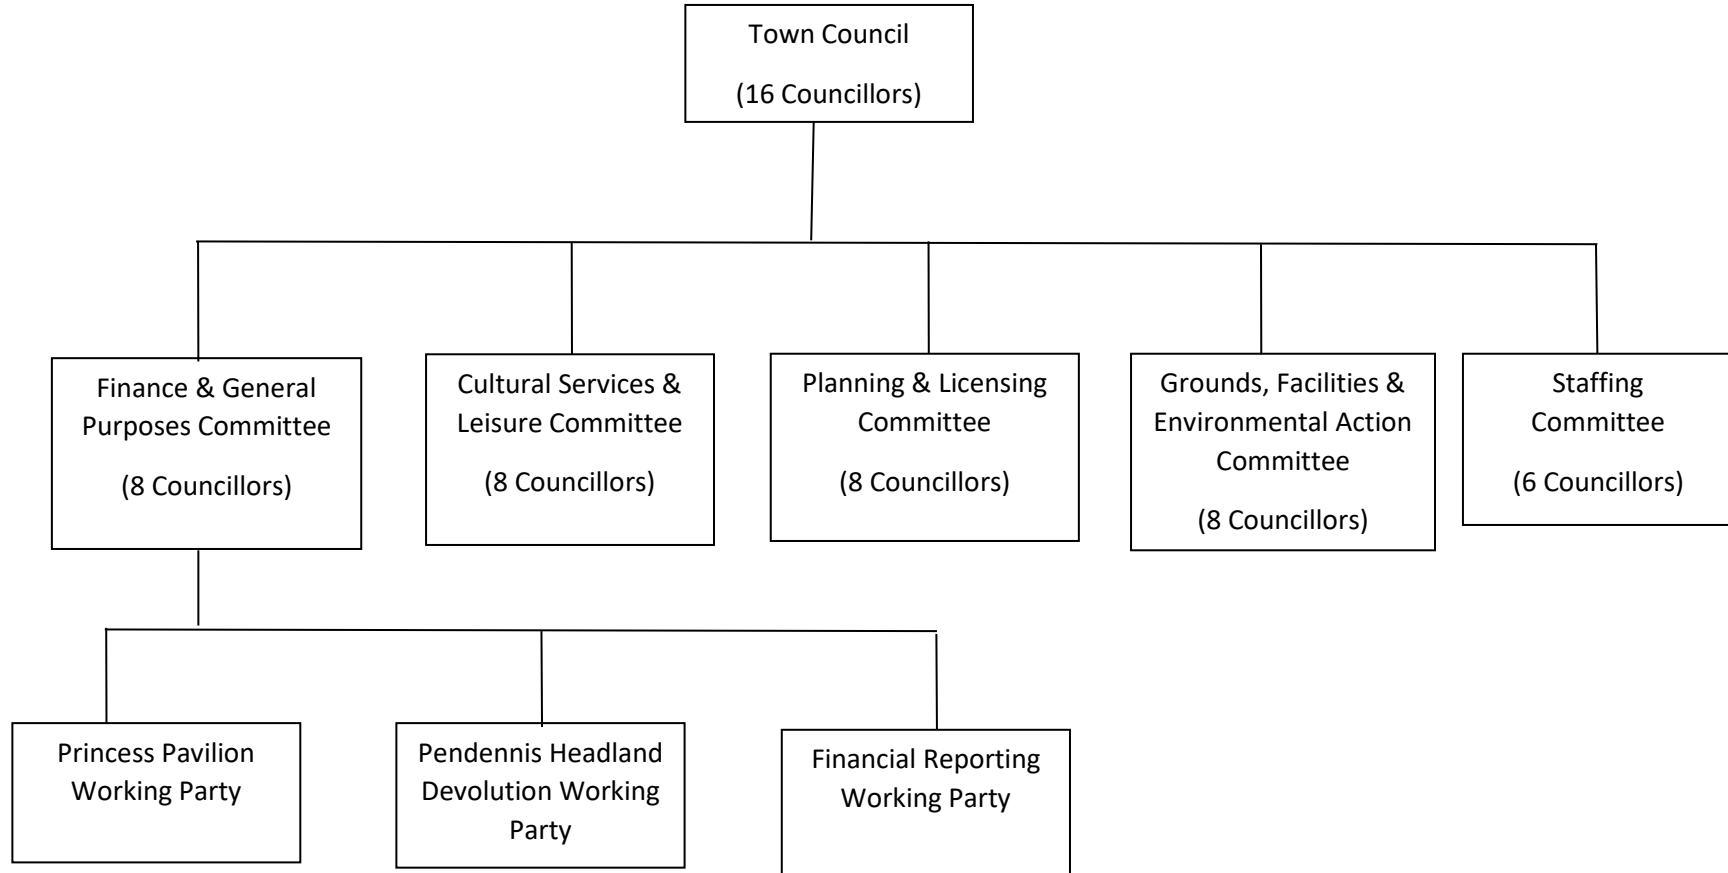 Town Council
(16 Councillors)
Finance & General
Purposes Committee
(8 Councillors)
Cultural Services &
Leisure Committee
(8 Councillors)
Planning & Licensing
Committee
(8 Councillors)
Grounds, Facilities &
Environmental Action
Committee
(8 Councillors)
Staffing
Committee
(6 Councillors)
Princess Pavilion
Working Party
Pendennis Headland
Devolution Working
Party
Financial Reporting
Working Party